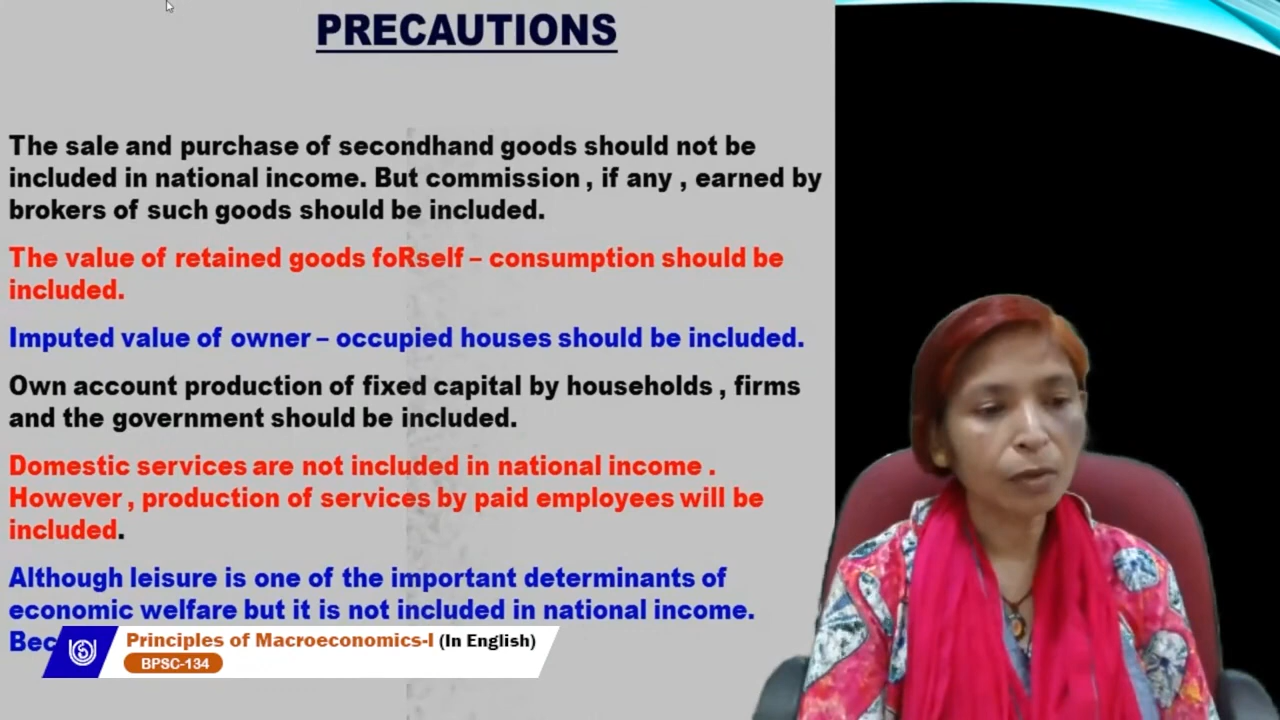 PRECAUTIONS
The sale and purchase of secondhand goods should not be
included in national income. But commission , if any , earned by
brokers of such goods should be included.
The value of retained goods foRself – consumption should be
included.
Imputed value of owner – occupied houses should be included.
Own account production of fixed capital by households , firms
and the government should be included.
Domestic services are not included in national income .
However , production of services by paid employees will be
included.
Although leisure is one of the important determinants of
economic welfare but it is not included in national income.
Principles of Macroeconomics-I (In English)
BPSC-134